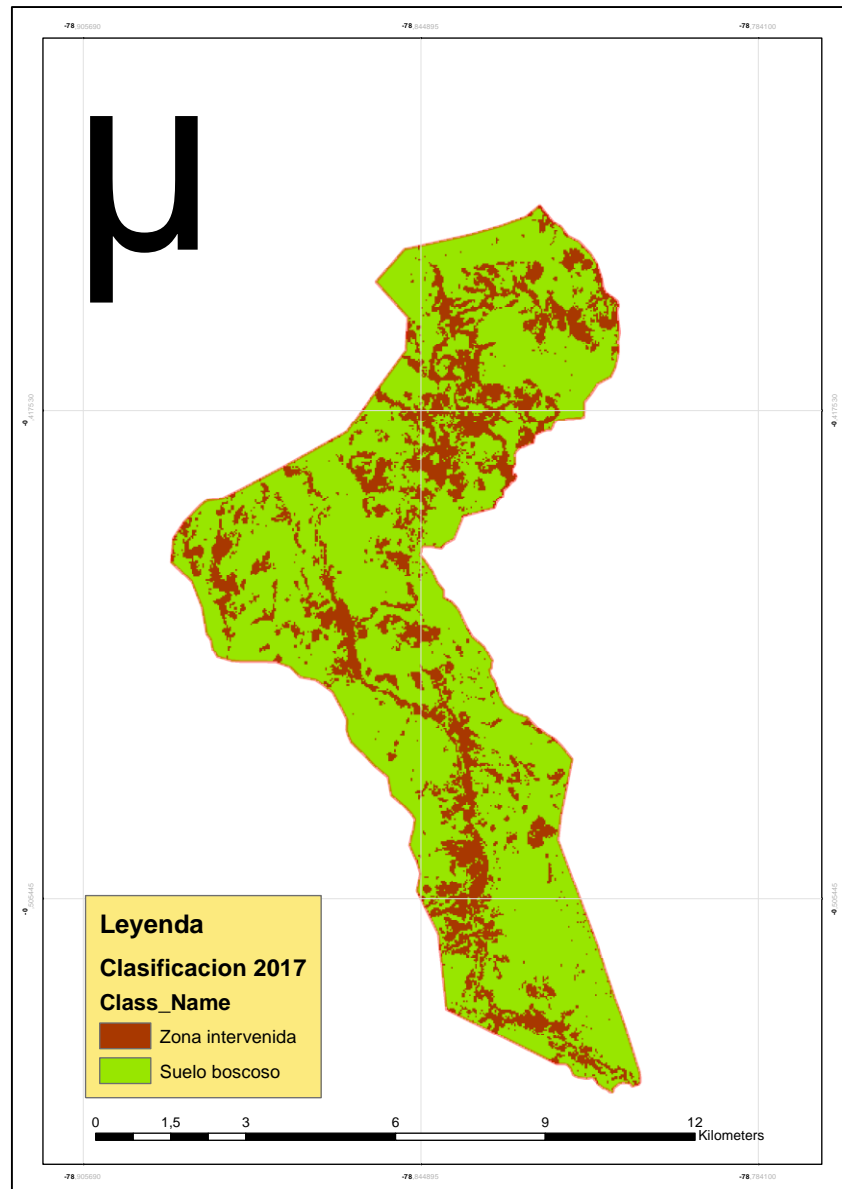 -78,905690 -78,844895 -78,784100
µ
-0,417530 -0,417530
-0,505445 -0,505445
Leyenda
Clasificacion 2017
Class_Name
Zona intervenida
Suelo boscoso
0 1,5 3 6 9 12
Kilometers
-78,905690 -78,844895 -78,784100